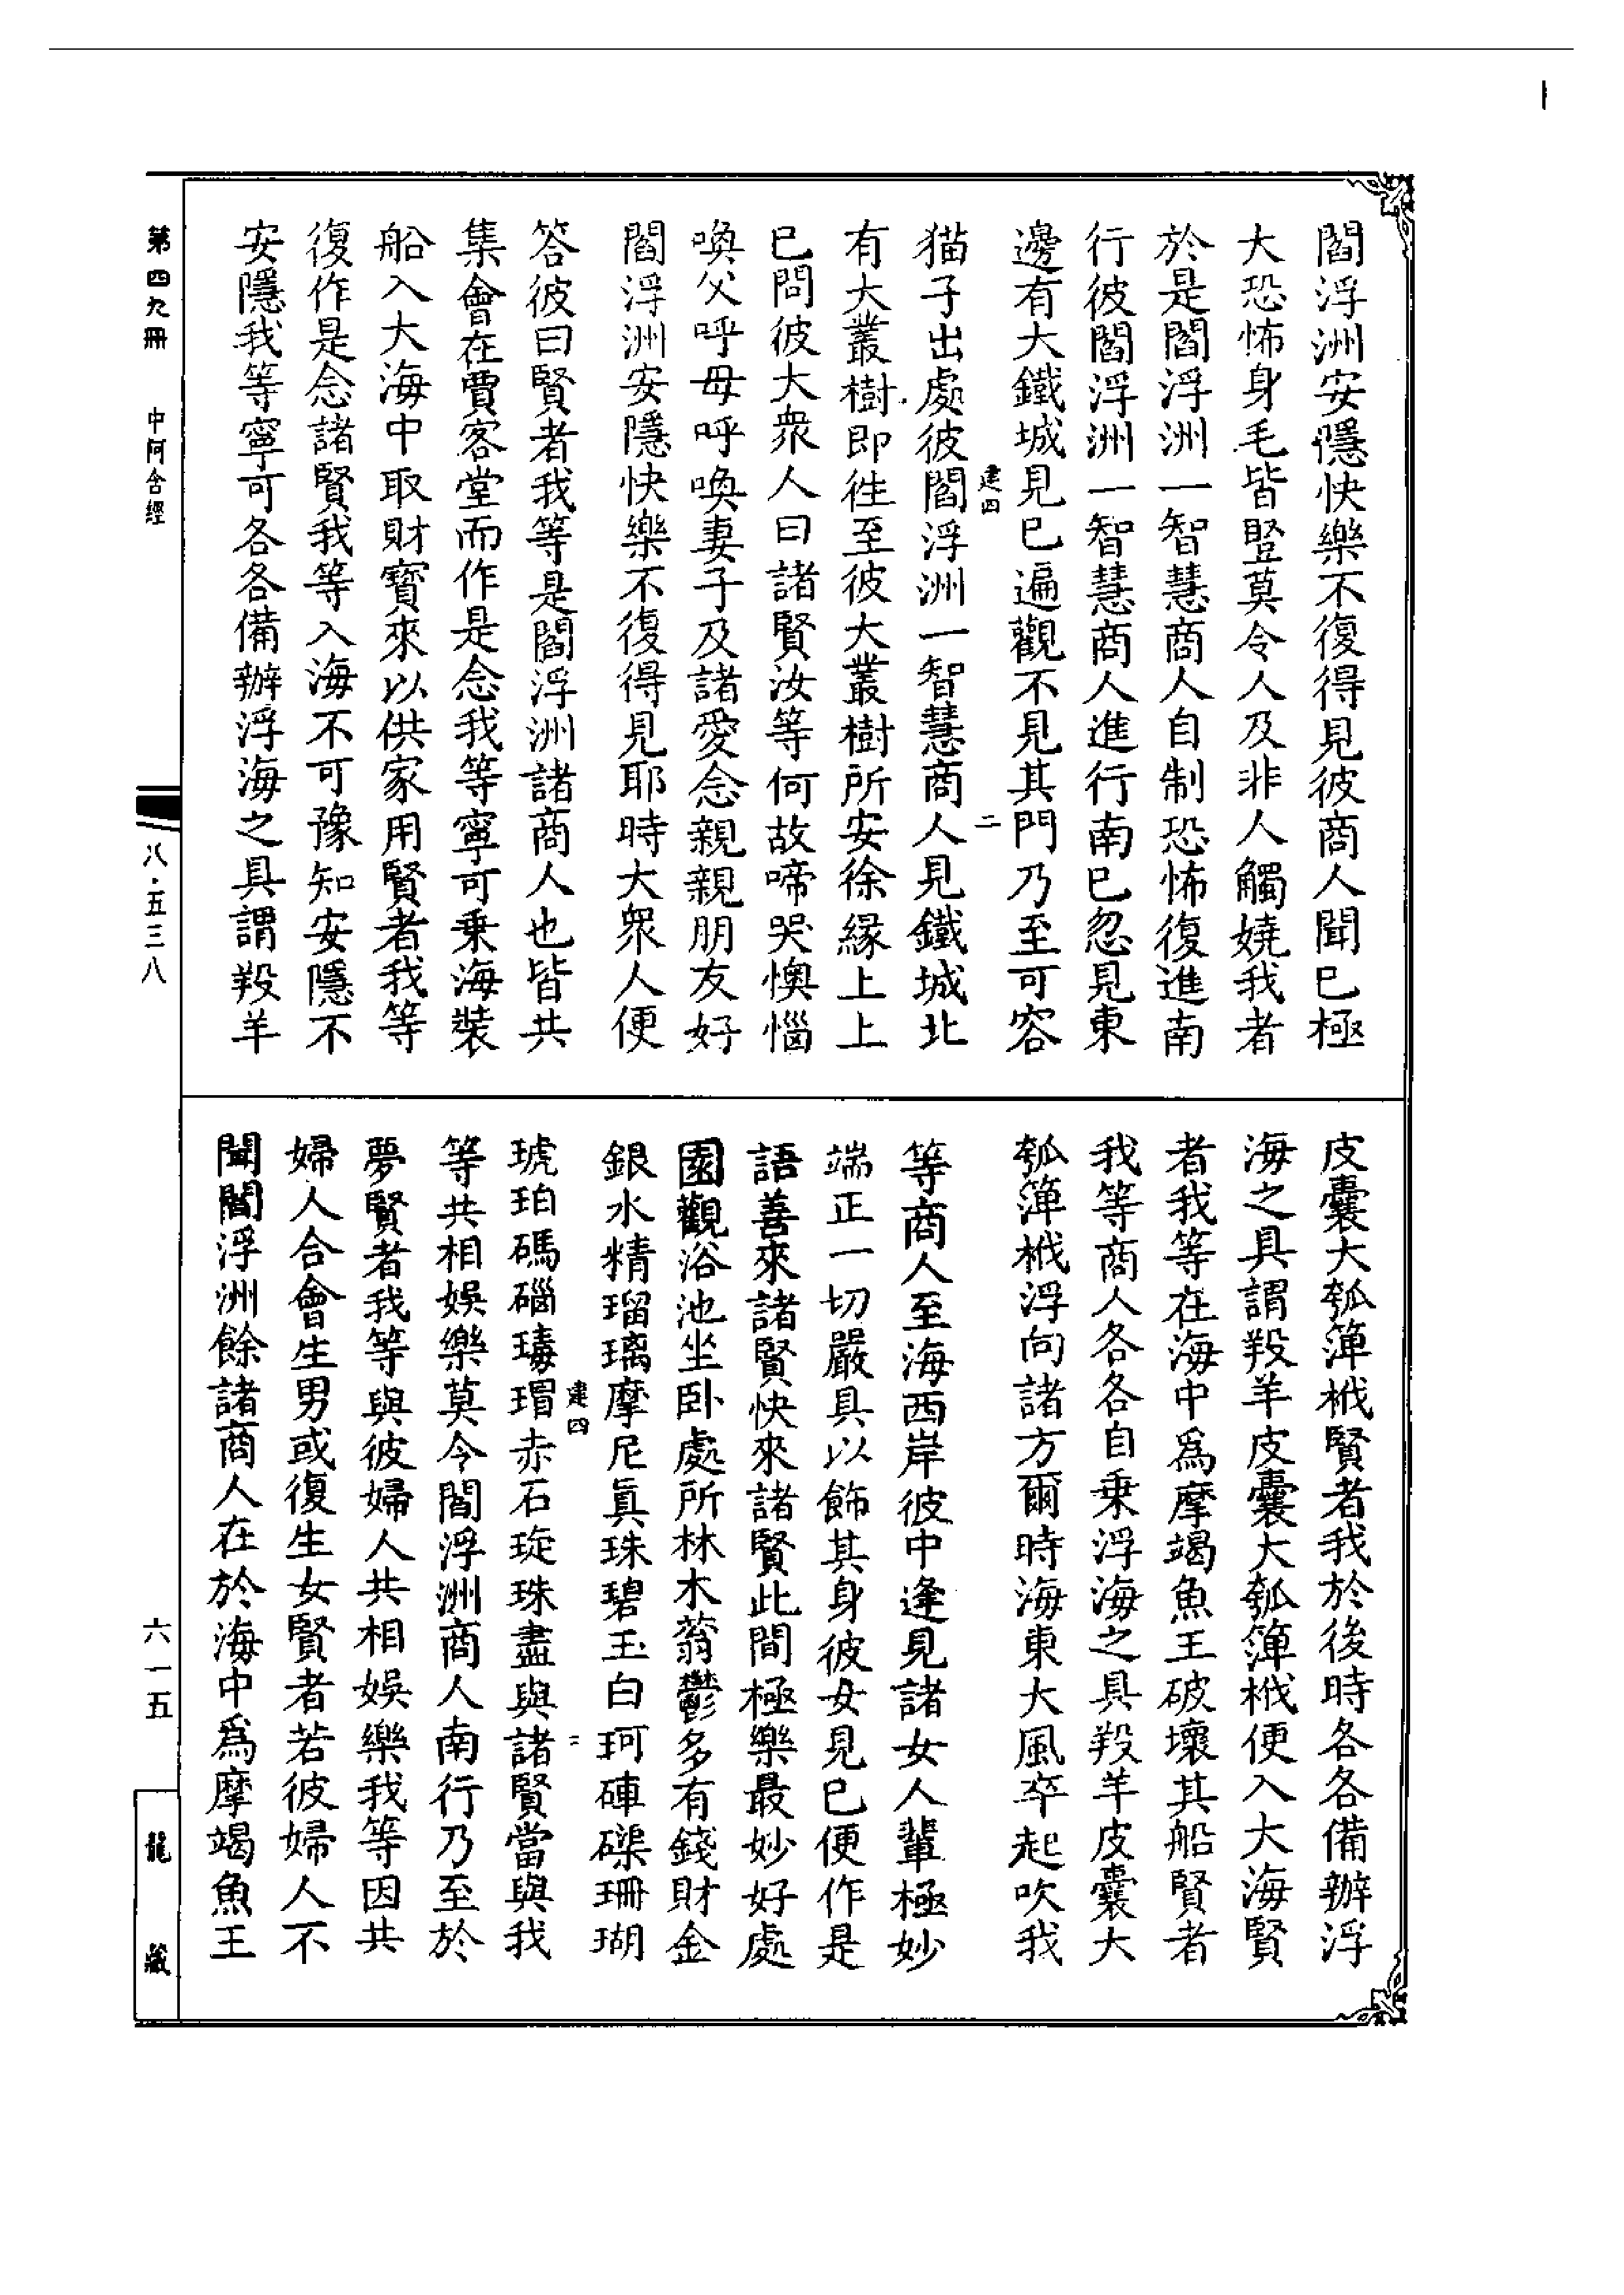 閻浮洲安隱快樂不復得見彼商人聞已極
大恐怖身毛皆豎莫令人及非人觸嬈我者
於是閻浮洲一智慧商人自制恐怖復進南
行彼閻浮洲一智慧商人進行南已忽見東
邊有大鐵城見已遍觀不見其門乃至可容
建四 二
猫子出處彼閻浮洲一智慧商人見鐵城北
有大叢樹即往至彼大叢樹所安徐緣上上
已問彼大眾人曰諸賢汝等何故啼哭懊惱
喚父呼母呼喚妻子及諸愛念親親朋友好
閻浮洲安隱快樂不復得見耶時大眾人便
答彼曰賢者我等是閻浮洲諸商人也皆共
集會在賈客堂而作是念我等寧可乗海裝
船入大海中取財寶來以供家用賢者我等
復作是念諸賢我等入海不可豫知安隱不
安隱我等寧可各各備辦浮海之具謂羖羊
皮囊大瓠簞栰賢者我於後時各各備辦浮
海之具謂羖羊皮囊大瓠簞栰便入大海賢
者我等在海中為摩竭魚王破壞其船賢者
我等商人各各自乗浮海之具羖羊皮囊大
瓠簞栰浮向諸方爾時海東大風卒起吹我
等商人至海西岸彼中逢見諸女人輩極妙
端正一切嚴具以飾其身彼女見已便作是
語善來諸賢快來諸賢此間極樂最妙好處
園觀浴池坐卧處所林木蓊鬱多有錢財金
銀水精瑠璃摩尼真珠碧玉白珂硨磲珊瑚
建四 二
琥珀碼碯瑇瑁赤石琁珠盡與諸賢當與我
等共相娛樂莫令閻浮洲商人南行乃至於
夢賢者我等與彼婦人共相娛樂我等因共
婦人合會生男或復生女賢者若彼婦人不
聞閻浮洲餘諸商人在於海中為摩竭魚王
第四九冊 中阿含經
八·五三八
六一五
龍藏